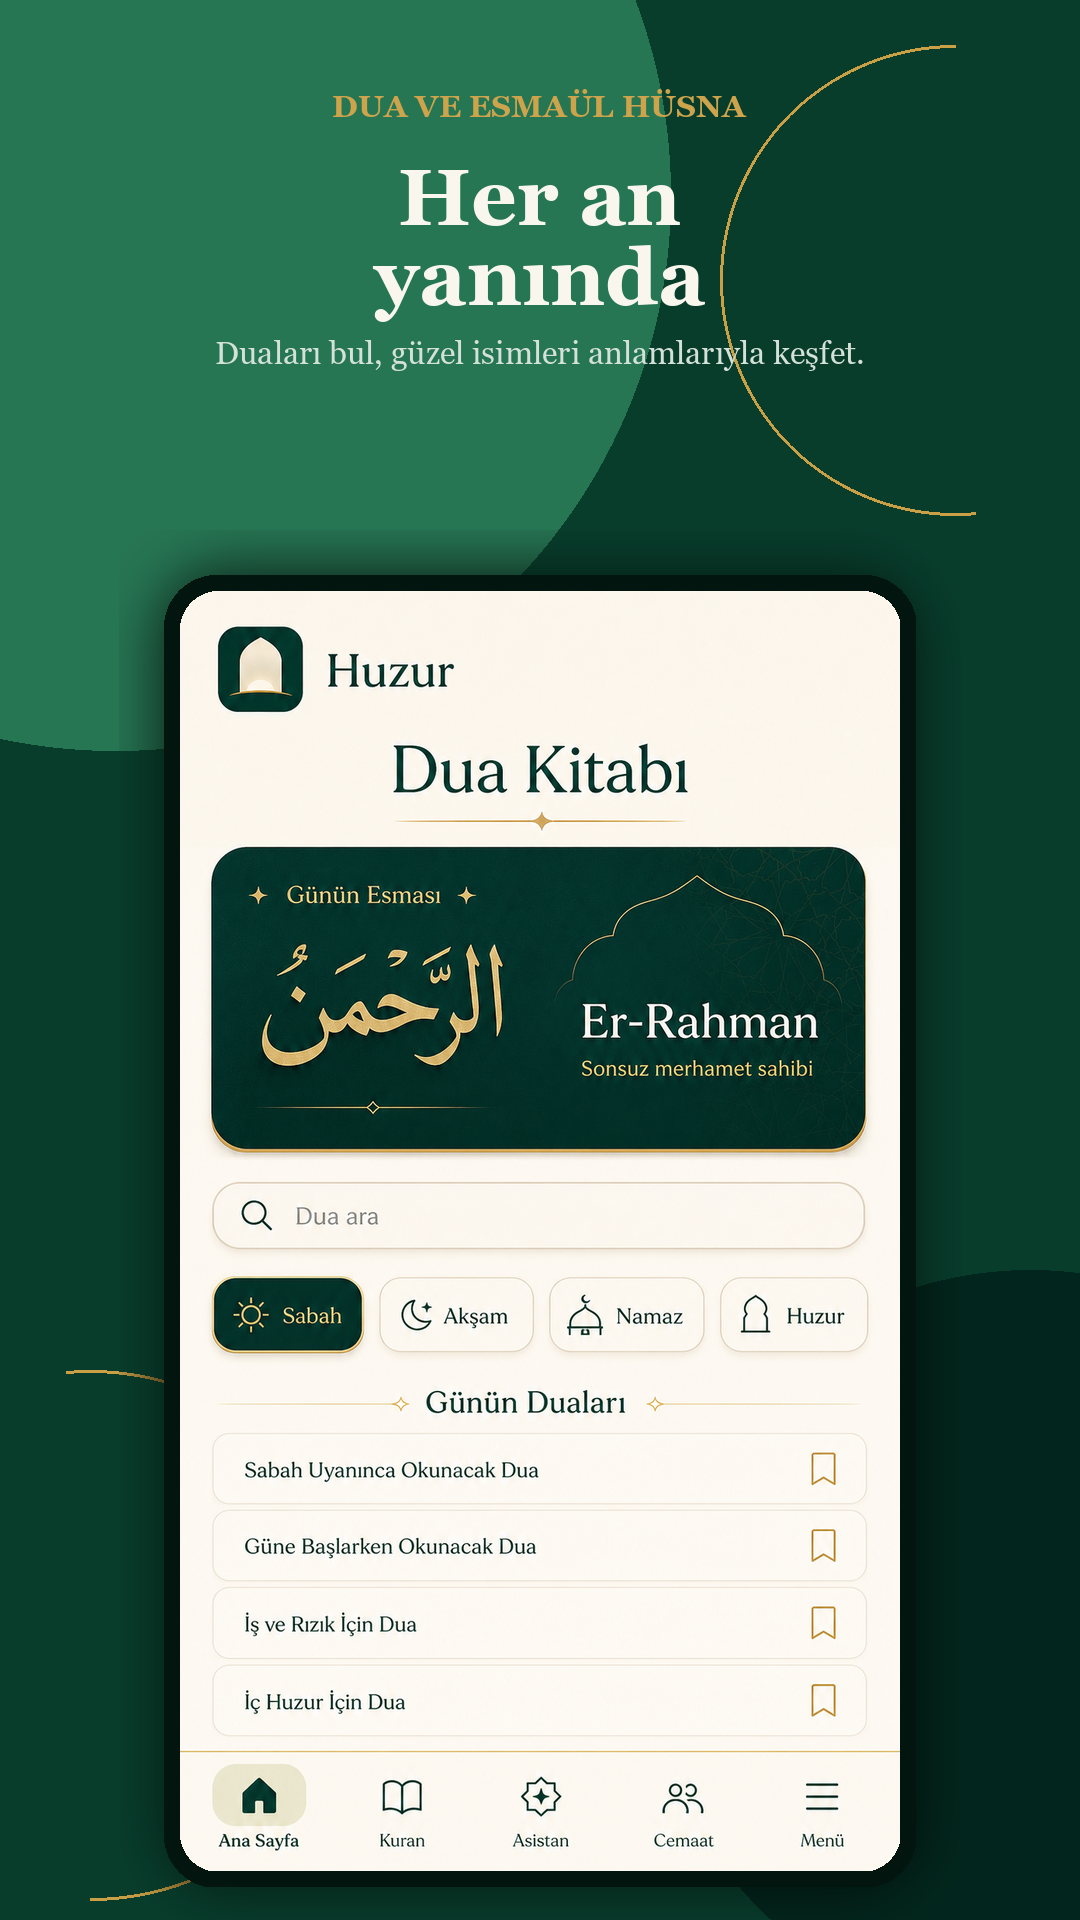 DUA VE ESMAÜL HÜSNA
Her an
yanında
Duaları bul, güzel isimleri anlamlarıyla keşfet.
Huzur
Dua Kitabı
Günün Esması
الرَّحْمَنُ
Er-Rahman
Sonsuz merhamet sahibi
Dua ara
Sabah
Akşam
Namaz
Huzur
Günün Duaları
Sabah Uyanınca Okunacak Dua
Güne Başlarken Okunacak Dua
İş ve Rızık İçin Dua
İç Huzur İçin Dua
Ana Sayfa
Kuran
Asistan
Cemaat
Menü